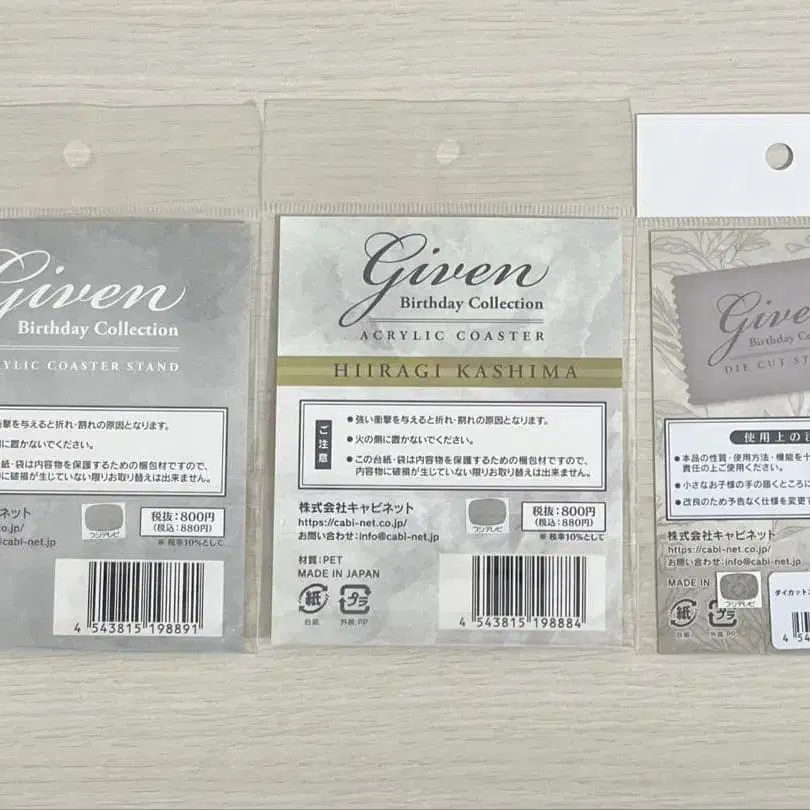 Given
Birthday Collection
YLIC COASTER STAND
撃を与えると折れ・割れの原因となります。
に置かないでください。
紙・袋は内容物を保護するための梱包材ですので、
に破損が生じていない限りお取り替えは出来ません。
キャビネット
co.jp/
@cabi-net.jp
フジテレビ
税抜：800円
(税込：880円)
※税率10%として
4 543815 198891
Given
Birthday Collection
ACRYLIC COASTER
HIIRAGI KASHIMA
ご注意
●強い衝撃を与えると折れ・割れの原因となります。
●火の側に置かないでください。
●この台紙・袋は内容物を保護するための梱包材ですので、
内容物に破損が生じていない限りお取り替えは出来ません。
株式会社キャビネット
https://cabi-net.co.jp/
お問い合わせ：info@cabi-net.jp
フジテレビ
税抜：800円
(税込：880円)
※税率10%として
材質：PET
MADE IN JAPAN
紙
台紙
プラ
外装：PP
4 543815 198884
Give
Birthday Co
DIE CUT ST
使用上の注
●本品の性質・使用方法・機能を十
責任の上ご使用ください。
●小さなお子様の手の届くところに
●改良のため予告なく仕様を変更で
株式会社キャビネット
https://cabi-net.co.jp/
お問い合わせ：info@cabi-net.jp
MADE IN
フジテレビ
紙
台紙
プラ
外装：PP
ダイカット
4 5